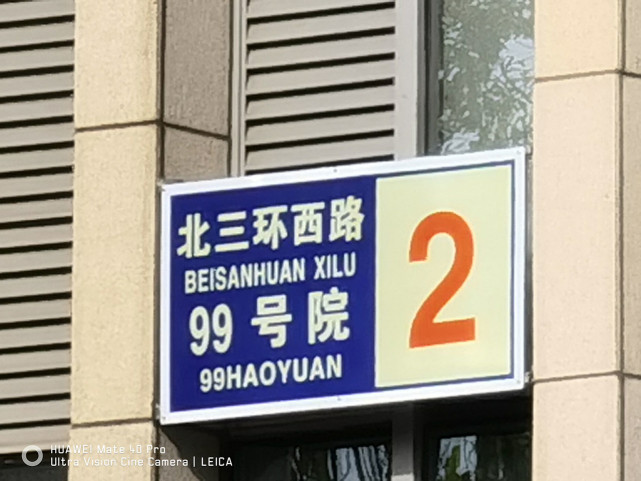 北三环西路
BEISANHUAN XILU
99号院
99HAOYUAN
2
HUAWEI Mate 40 Pro
Ultra Vision Cine Camera | LEICA